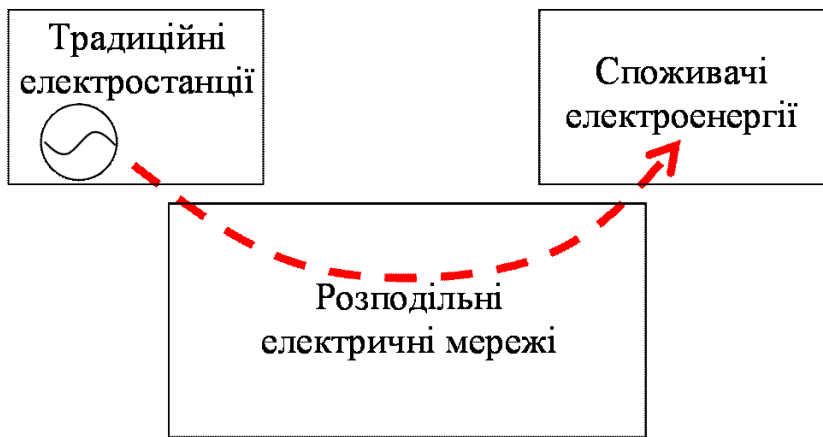 Традиційні
електростанції
Споживачі
електроенергії
Розподільні
електричні мережі